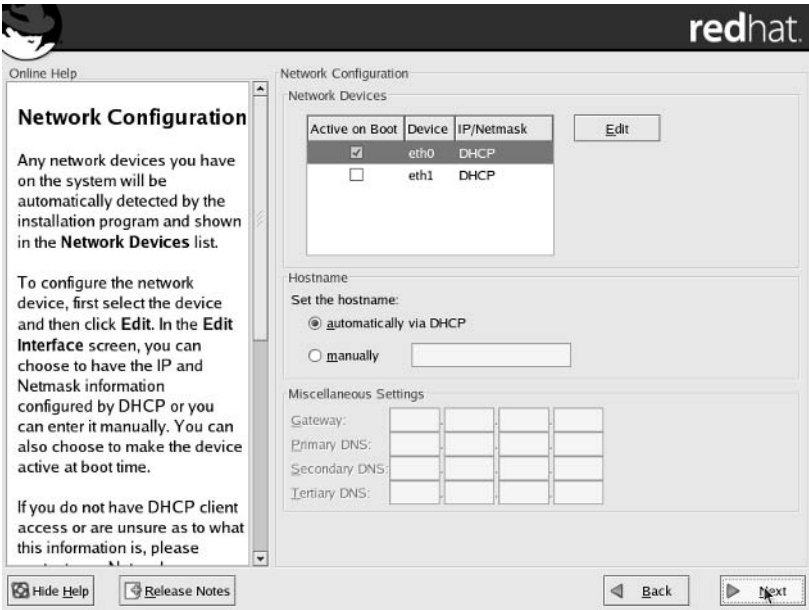 redhat.
Online Help
Network Configuration
Any network devices you have
on the system will be
automatically detected by the
installation program and shown
in the Network Devices list.
To configure the network
device, first select the device
and then click Edit. In the Edit
Interface screen, you can
choose to have the IP and
Netmask information
configured by DHCP or you
can enter it manually. You can
also choose to make the device
active at boot time.
If you do not have DHCP client
access or are unsure as to what
this information is, please
Network Configuration
Network Devices
Active on Boot Device IP/Netmask
eth0 DHCP
eth1 DHCP
Edit
Hostname
Set the hostname:
automatically via DHCP
manually
Miscellaneous Settings
Gateway:
Primary DNS:
Secondary DNS:
Tertiary DNS:
Hide Help
Release Notes
Back
Next